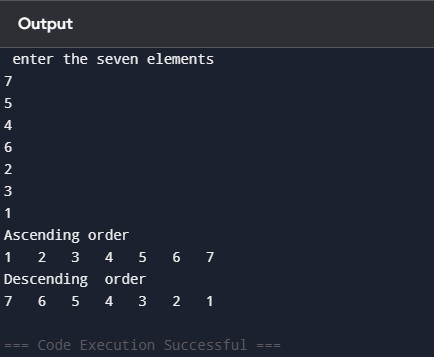 Output
enter the seven elements
7
5
4
6
2
3
1
Ascending order
1 2 3 4 5 6 7
Descending  order
7 6 5 4 3 2 1
=== Code Execution Successful ===